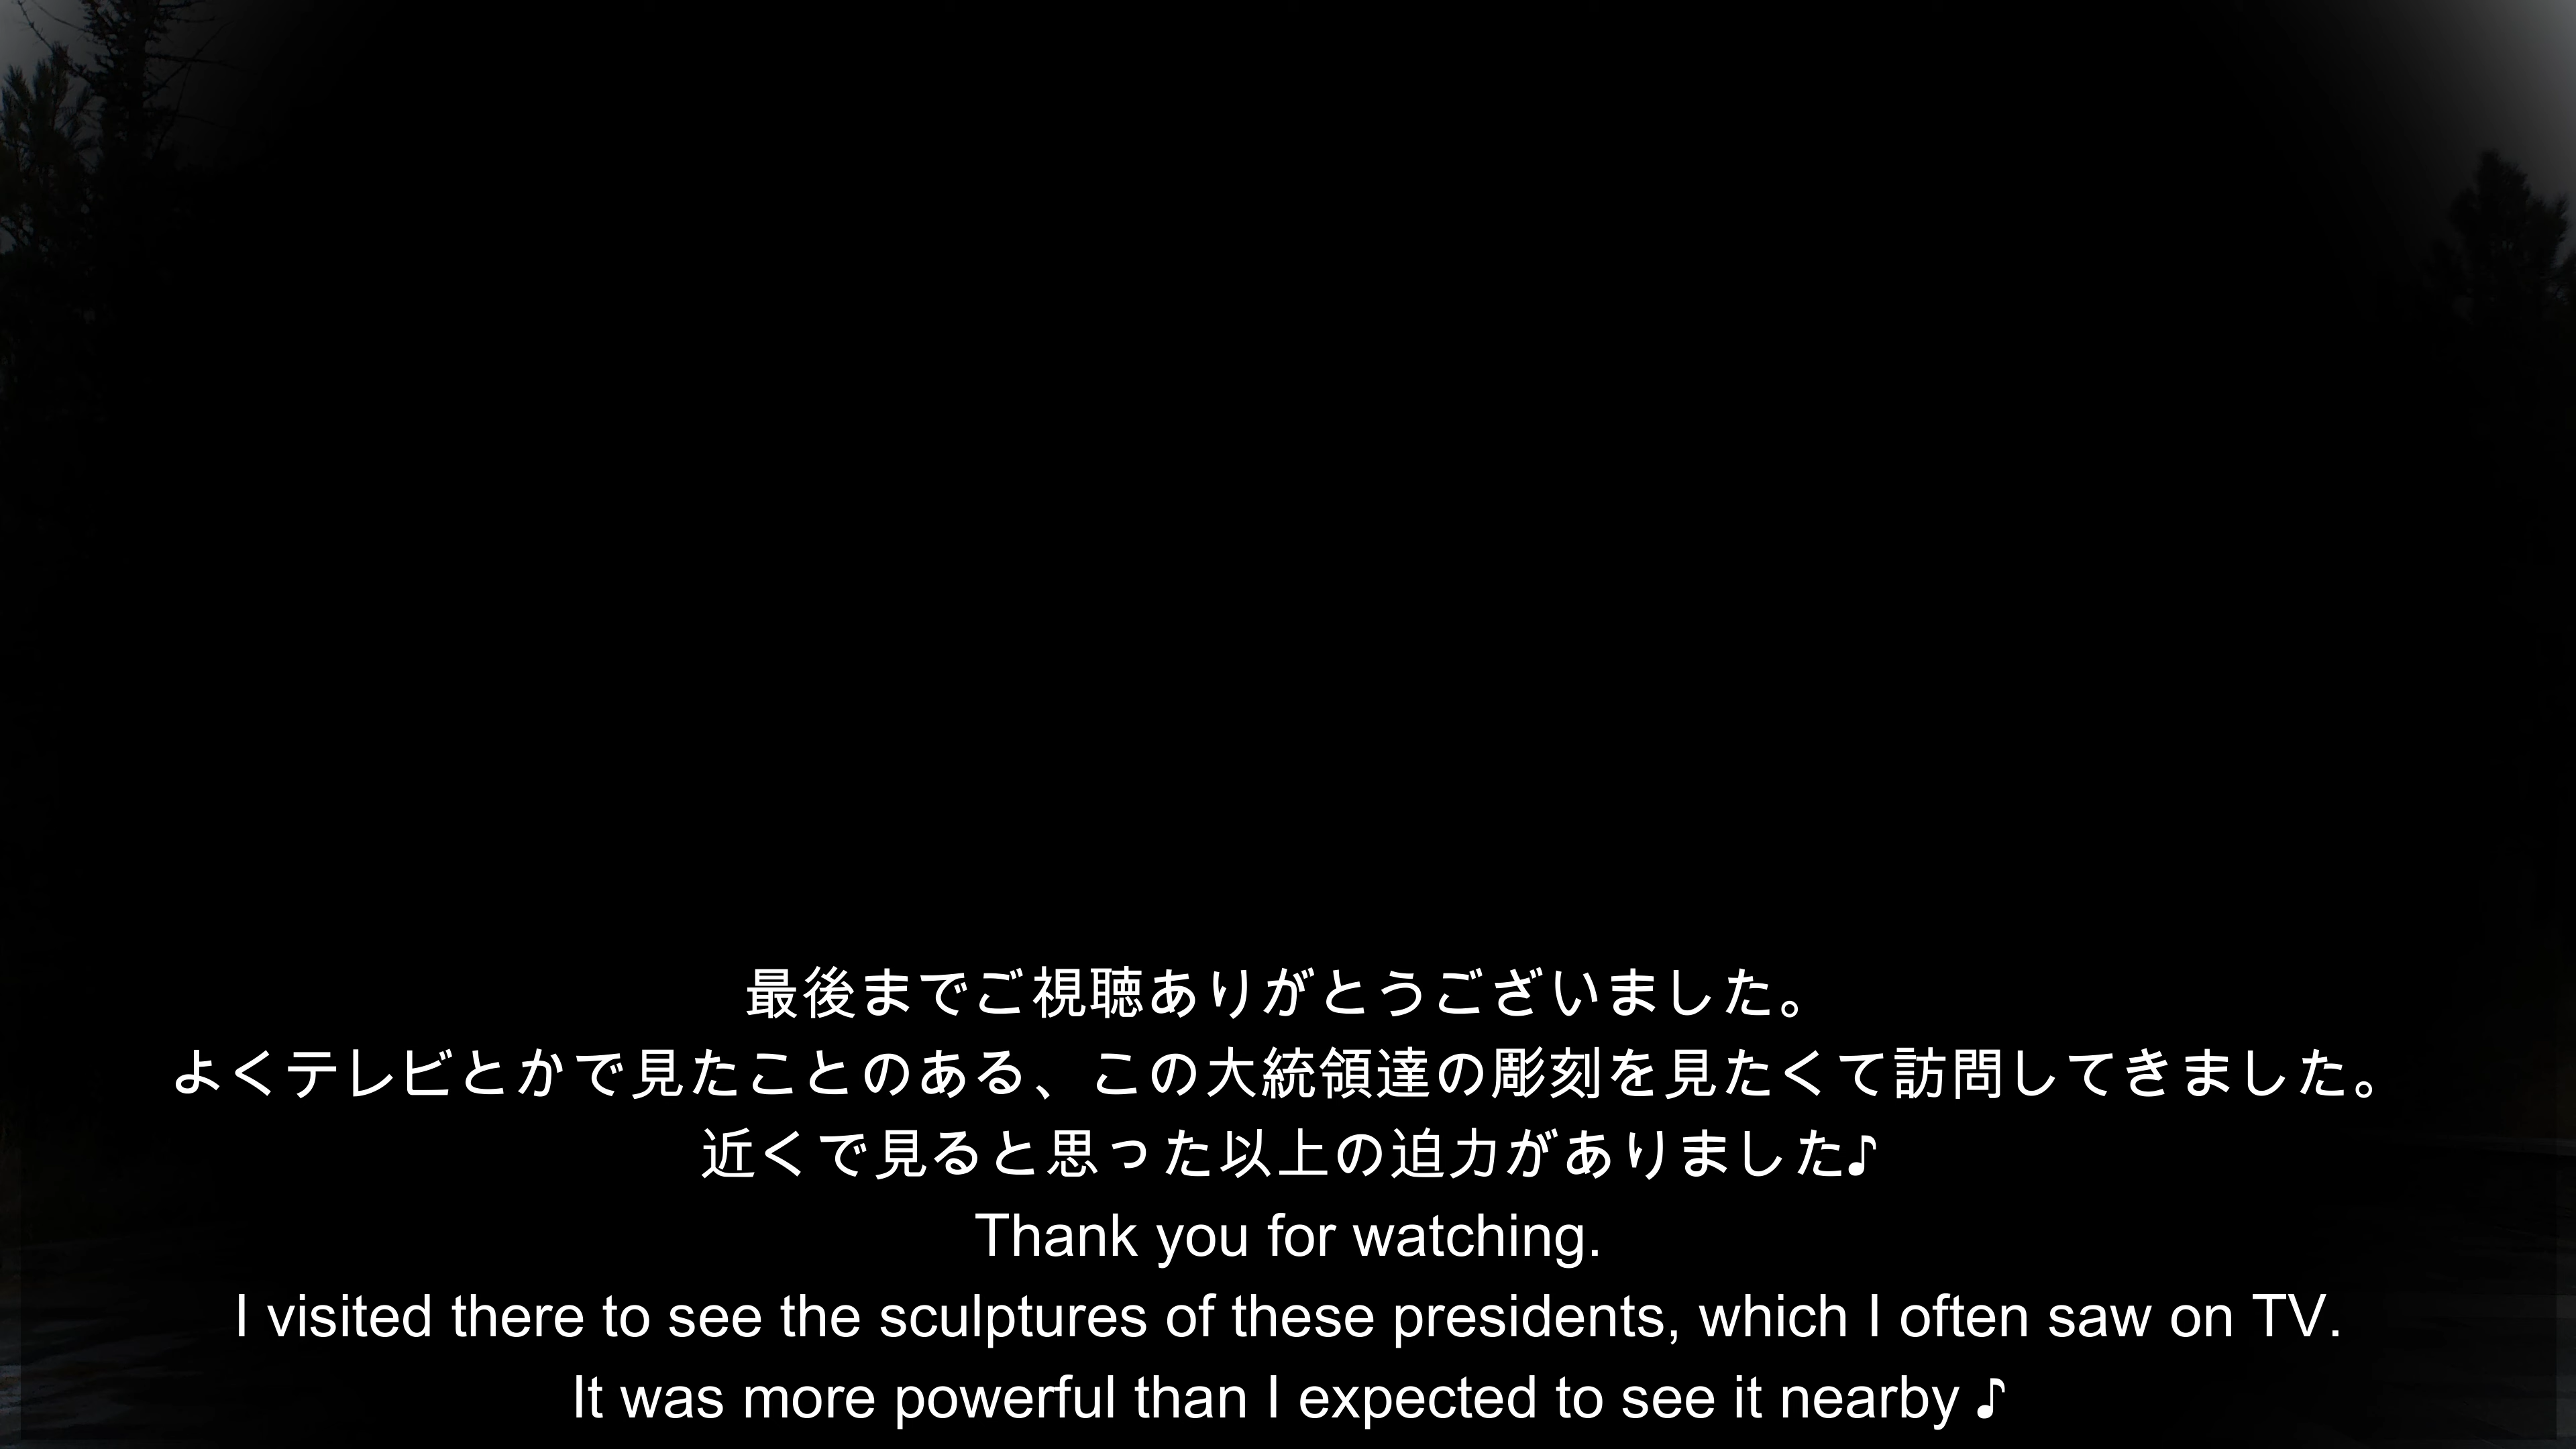 最後までご視聴ありがとうございました。
よくテレビとかで見たことのある、この大統領達の彫刻を見たくて訪問してきました。
近くで見ると思った以上の迫力がありました♪
Thank you for watching.
I visited there to see the sculptures of these presidents, which I often saw on TV.
It was more powerful than I expected to see it nearby ♪